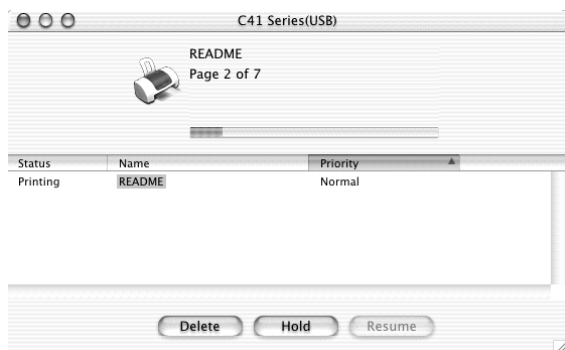 C41 Series(USB)
README
Page 2 of 7
Status Name Priority
Printing README Normal
Delete Hold Resume